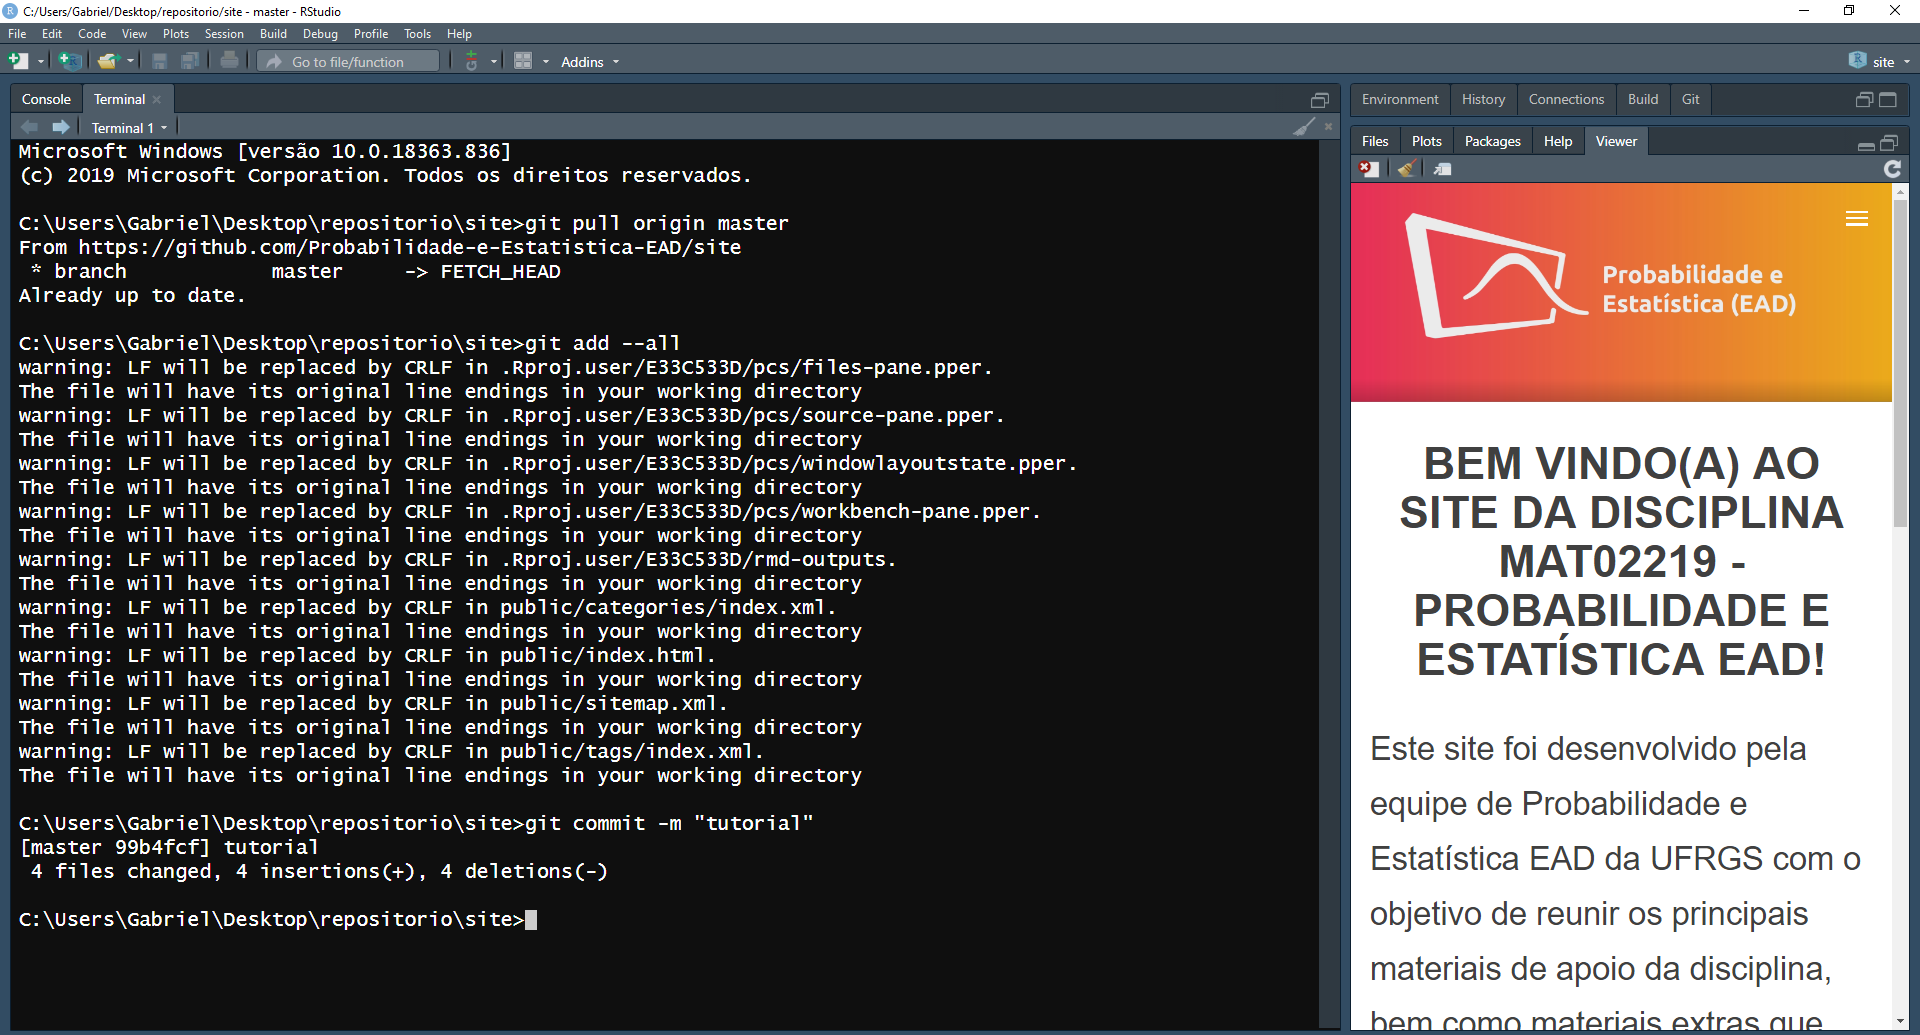 C:/Users/Gabriel/Desktop/repositorio/site - master - RStudio
File Edit Code View Plots Session Build Debug Profile Tools Help
Go to file/function
Addins
site
Console Terminal
Terminal 1
Microsoft Windows [versão 10.0.18363.836]
(c) 2019 Microsoft Corporation. Todos os direitos reservados.
C:\Users\Gabriel\Desktop\repositorio\site>git pull origin master
From https://github.com/Probabilidade-e-Estatistica-EAD/site
 * branch            master     -> FETCH_HEAD
Already up to date.
C:\Users\Gabriel\Desktop\repositorio\site>git add --all
warning: LF will be replaced by CRLF in .Rproj.user/E33C533D/pcs/files-pane.pper.
The file will have its original line endings in your working directory
warning: LF will be replaced by CRLF in .Rproj.user/E33C533D/pcs/source-pane.pper.
The file will have its original line endings in your working directory
warning: LF will be replaced by CRLF in .Rproj.user/E33C533D/pcs/windowlayoutstate.pper.
The file will have its original line endings in your working directory
warning: LF will be replaced by CRLF in .Rproj.user/E33C533D/pcs/workbench-pane.pper.
The file will have its original line endings in your working directory
warning: LF will be replaced by CRLF in .Rproj.user/E33C533D/rmd-outputs.
The file will have its original line endings in your working directory
warning: LF will be replaced by CRLF in public/categories/index.xml.
The file will have its original line endings in your working directory
warning: LF will be replaced by CRLF in public/index.html.
The file will have its original line endings in your working directory
warning: LF will be replaced by CRLF in public/sitemap.xml.
The file will have its original line endings in your working directory
warning: LF will be replaced by CRLF in public/tags/index.xml.
The file will have its original line endings in your working directory
C:\Users\Gabriel\Desktop\repositorio\site>git commit -m "tutorial"
[master 99b4fcf] tutorial
 4 files changed, 4 insertions(+), 4 deletions(-)
C:\Users\Gabriel\Desktop\repositorio\site>
Environment History Connections Build Git
Files Plots Packages Help Viewer
Probabilidade e
Estatística (EAD)
BEM VINDO(A) AO
SITE DA DISCIPLINA
MAT02219 -
PROBABILIDADE E
ESTATÍSTICA EAD!
Este site foi desenvolvido pela
equipe de Probabilidade e
Estatística EAD da UFRGS com o
objetivo de reunir os principais
materiais de apoio da disciplina,
bem como materiais extras que